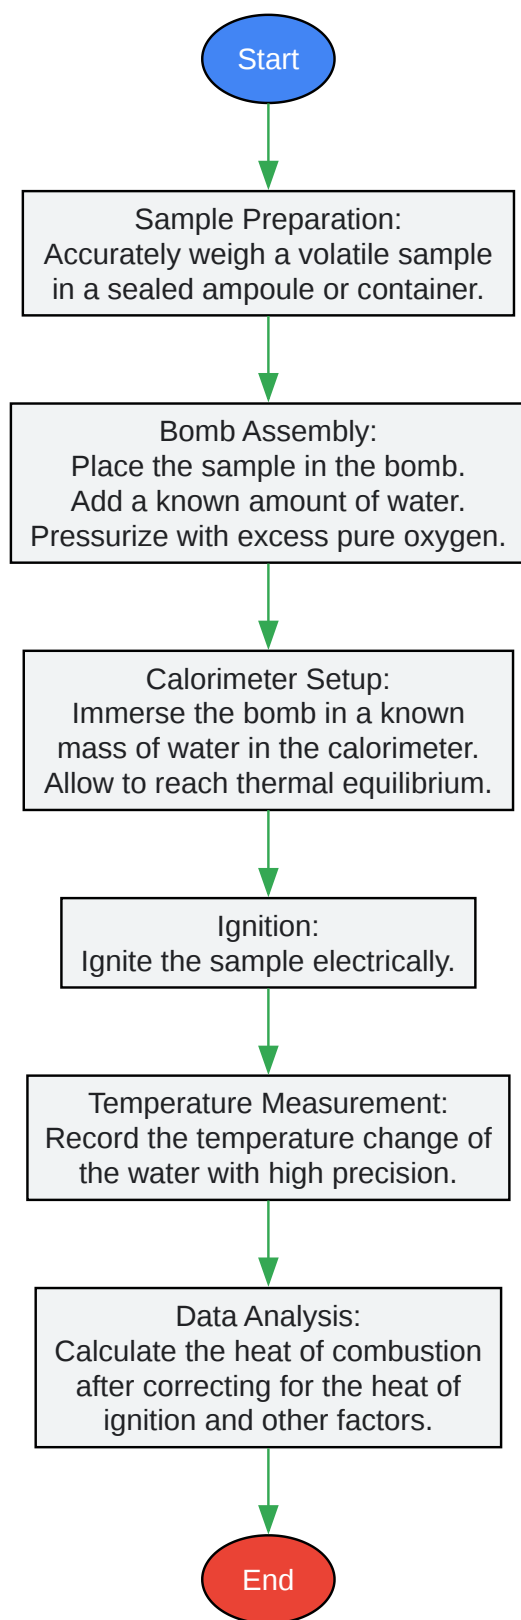 Start
Sample Preparation:
Accurately weigh a volatile sample
in a sealed ampoule or container.
Bomb Assembly:
Place the sample in the bomb.
Add a known amount of water.
Pressurize with excess pure oxygen.
Calorimeter Setup:
Immerse the bomb in a known
mass of water in the calorimeter.
Allow to reach thermal equilibrium.
Ignition:
Ignite the sample electrically.
Temperature Measurement:
Record the temperature change of
the water with high precision.
Data Analysis:
Calculate the heat of combustion
after correcting for the heat of
ignition and other factors.
End